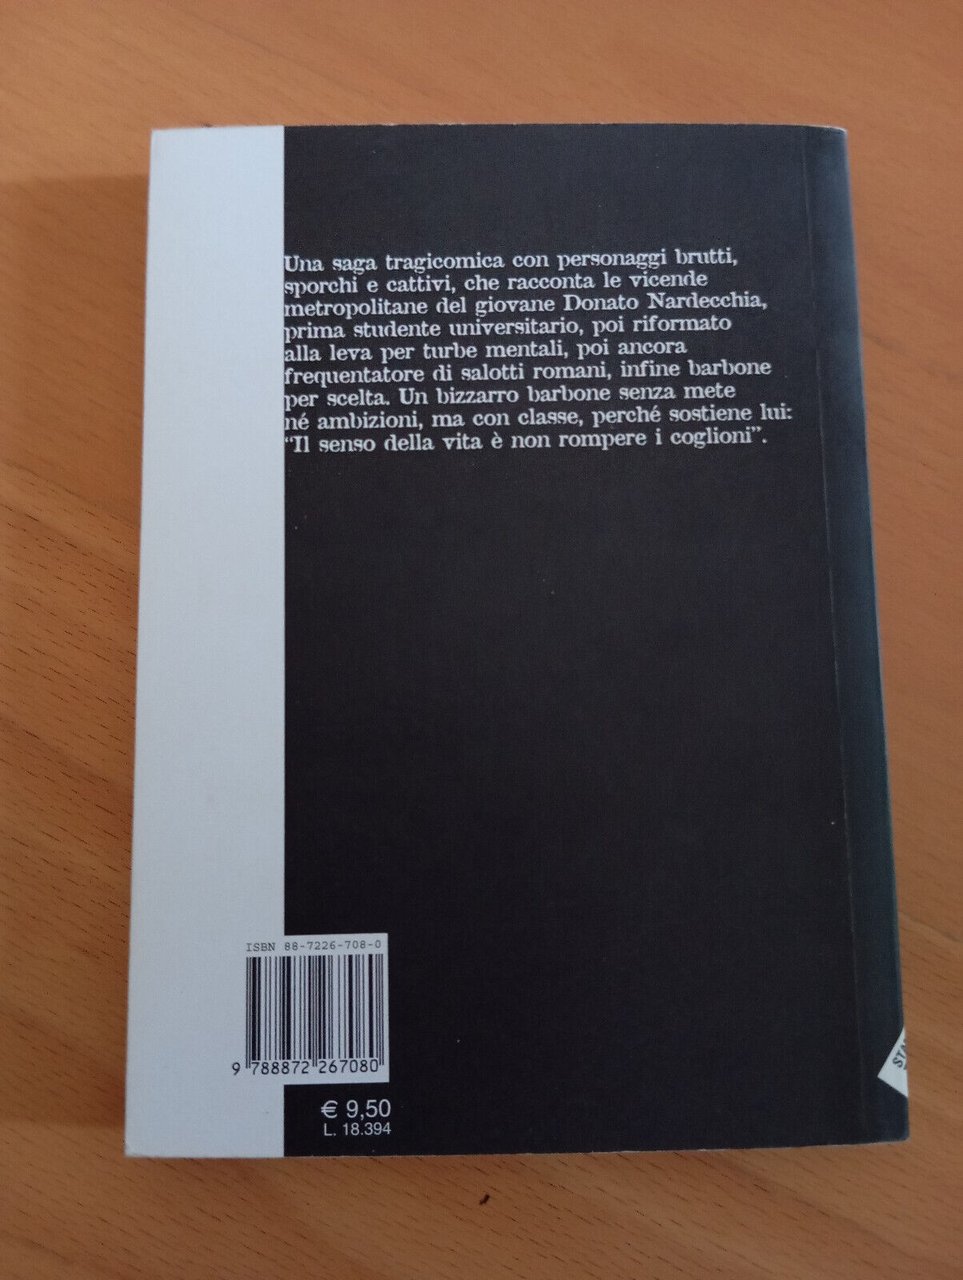 Una saga tragicomica con personaggi brutti,
sporchi e cattivi, che racconta le vicende
metropolitane del giovane Donato Nardecchia,
prima studente universitario, poi riformato
alla leva per turbe mentali, poi ancora
frequentatore di salotti romani, infine barbone
per scelta. Un bizzarro barbone senza mete
né ambizioni, ma con classe, perché sostiene lui:
“Il senso della vita è non rompere i coglioni”.
ISBN 88-7226-708-0
9 788872 267080
€ 9,50
L. 18.394